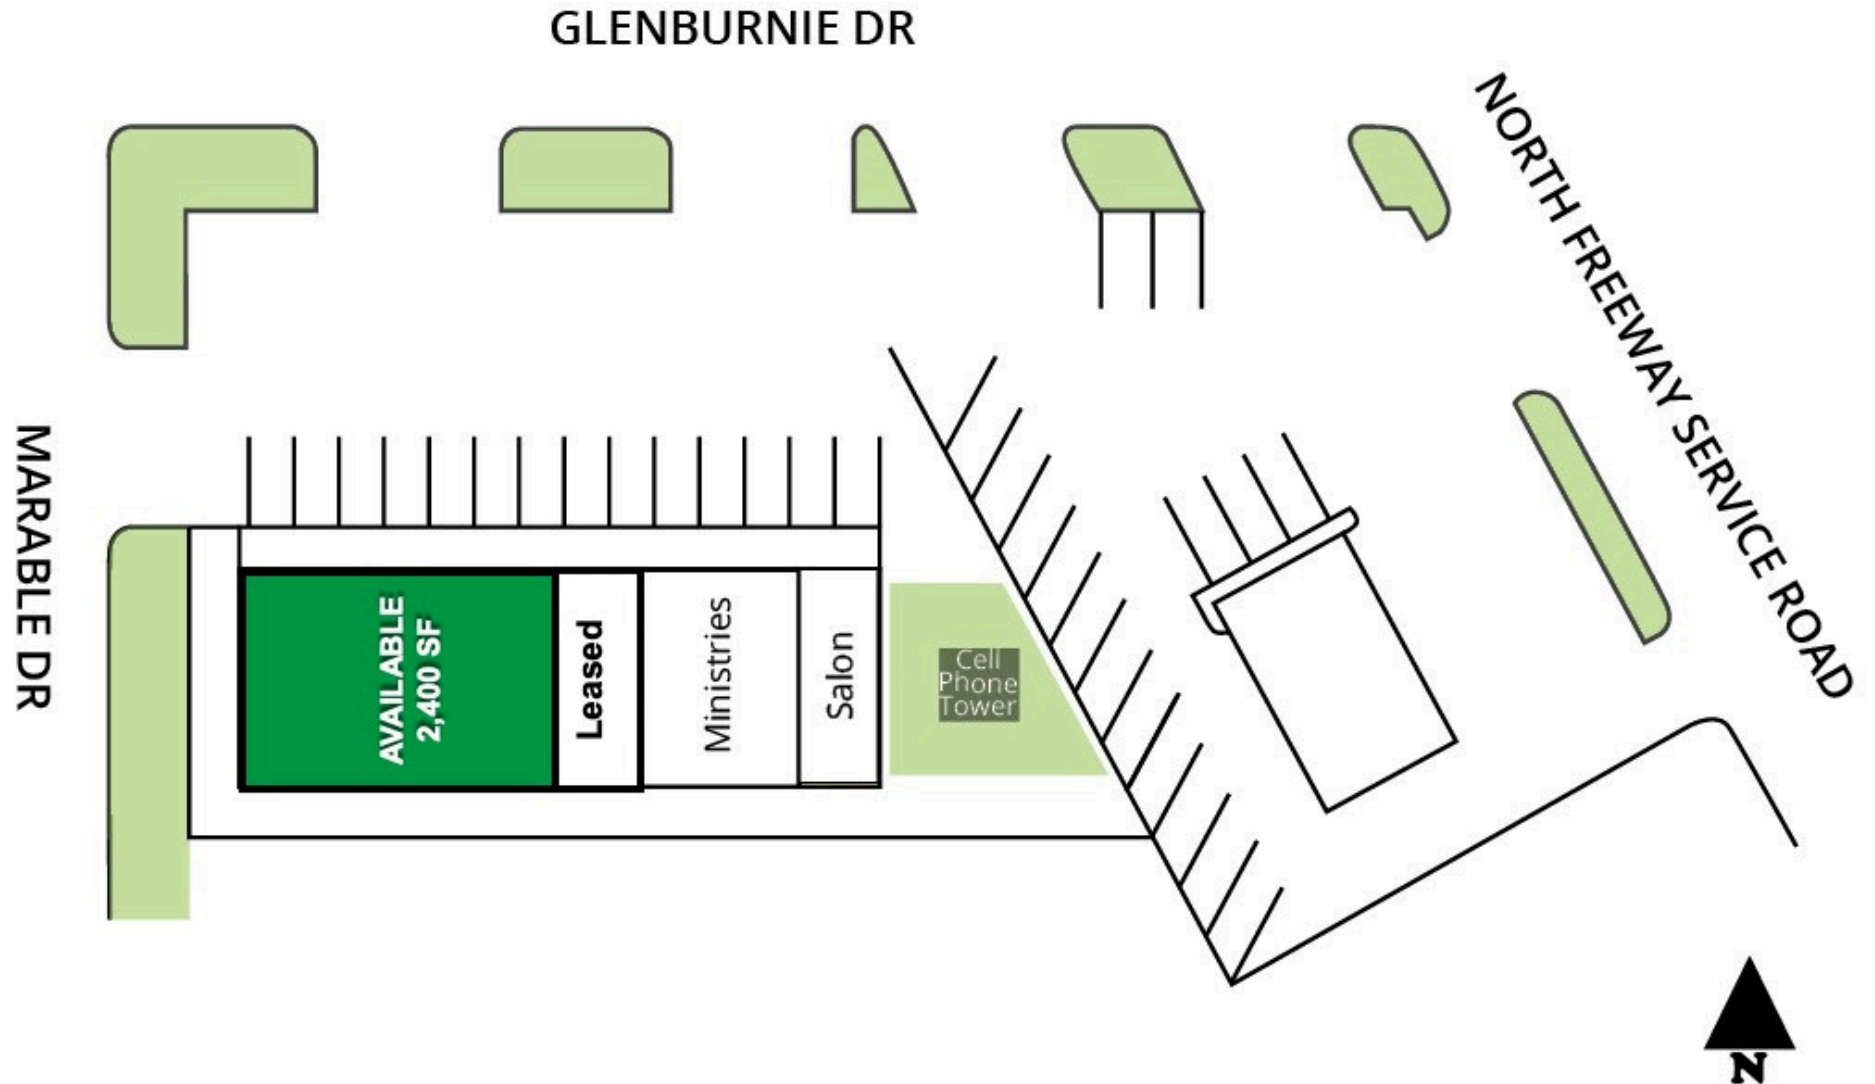 GLENBURNIE DR
NORTH FREEWAY SERVICE ROAD
MARABLE DR
AVAILABLE
2,400 SF
Leased
Ministries
Salon
Cell
Phone
Tower
N